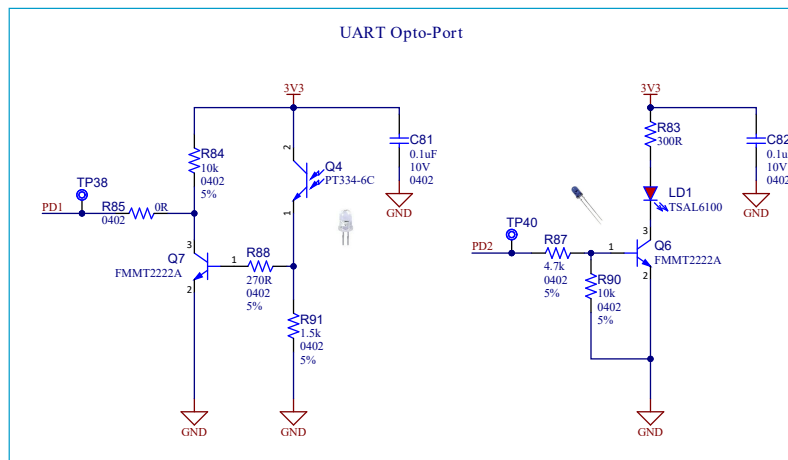 UART Opto-Port
3V3
R84
10k
0402
5%
TP38
PD1
R85
0R
0402
3
Q7
FMMT2222A
1
2
R88
270R
0402
5%
2
Q4
PT334-6C
1
R91
1.5k
0402
5%
C81
0.1uF
10V
0402
GND
GND
GND
3V3
R83
300R
LD1
TSAL6100
C82
0.1u
10V
0402
GND
TP40
PD2
R87
4.7k
0402
5%
R90
10k
0402
5%
1
3
Q6
FMMT2222A
2
GND